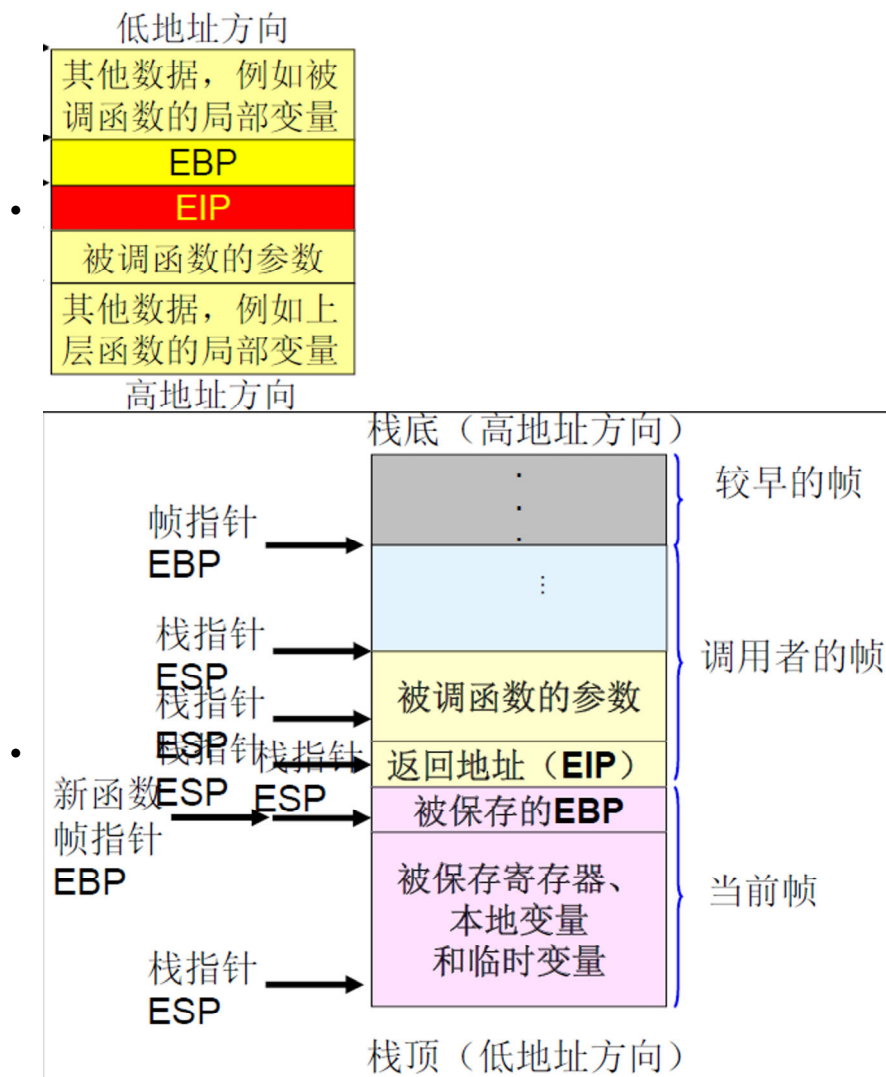 低地址方向
其他数据，例如被
调函数的局部变量
EBP
EIP
被调函数的参数
其他数据，例如上
层函数的局部变量
高地址方向
栈底（高地址方向）
较早的帧
帧指针
EBP
栈指针
ESP
调用者的帧
被调函数的参数
栈指针
ESP
栈指针
ESP
栈指针
ESP
返回地址（EIP）
新函数
帧指针
EBP
被保存的EBP
被保存寄存器、
本地变量
和临时变量
当前帧
栈指针
ESP
栈顶（低地址方向）